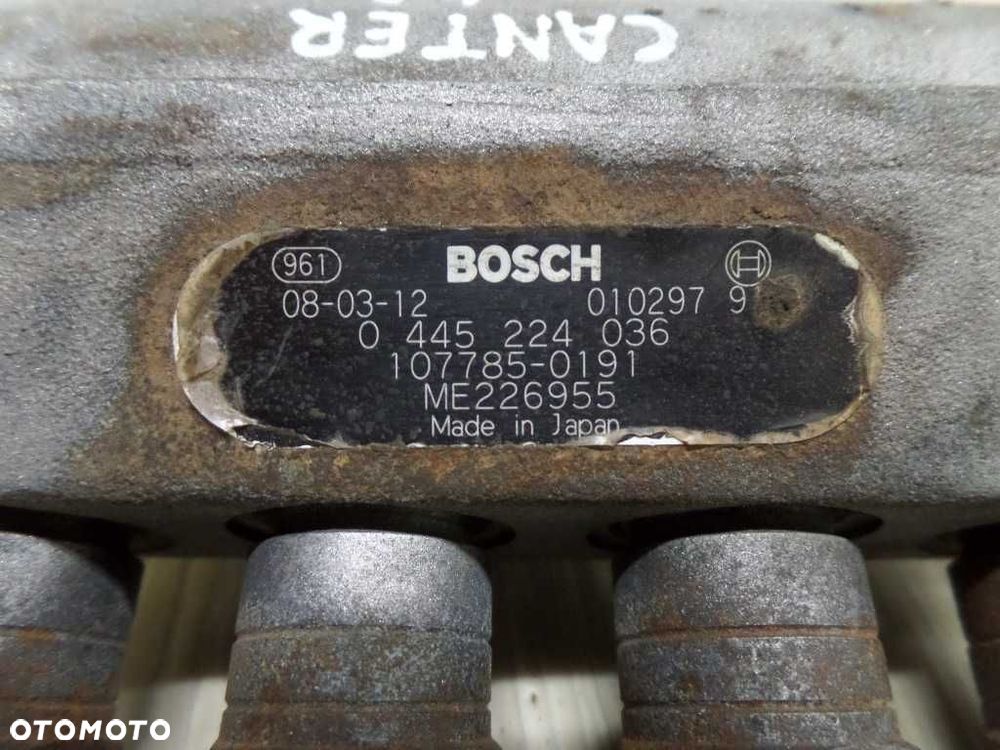 CANTER
961 BOSCH
08-03-12 010297 9
0 445 224 036
107785-0191
ME226955
Made in Japan
OTOMOTO